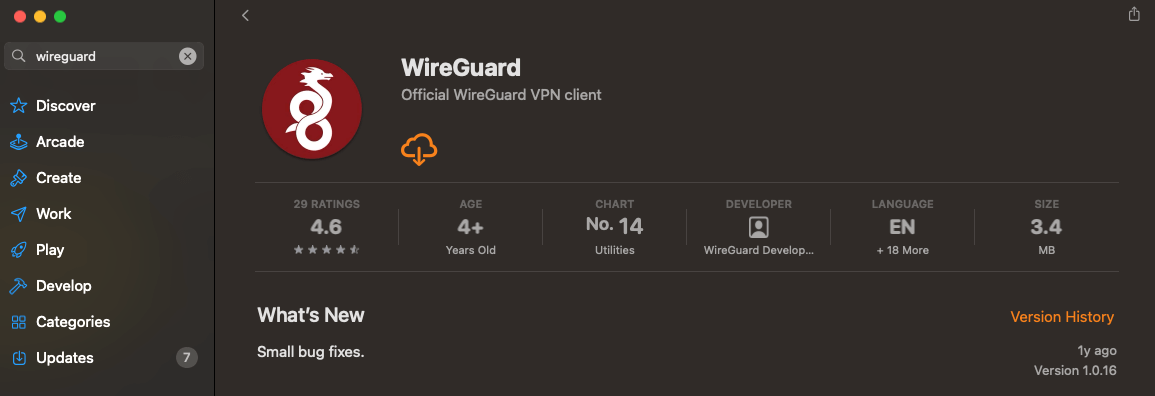 wireguard
Discover
Arcade
Create
Work
Play
Develop
Categories
Updates 7
WireGuard
Official WireGuard VPN client
29 RATINGS
4.6
AGE
4+
Years Old
CHART
No. 14
Utilities
DEVELOPER
WireGuard Develop...
LANGUAGE
EN
+ 18 More
SIZE
3.4
MB
What's New
Version History
Small bug fixes.
1y ago
Version 1.0.16